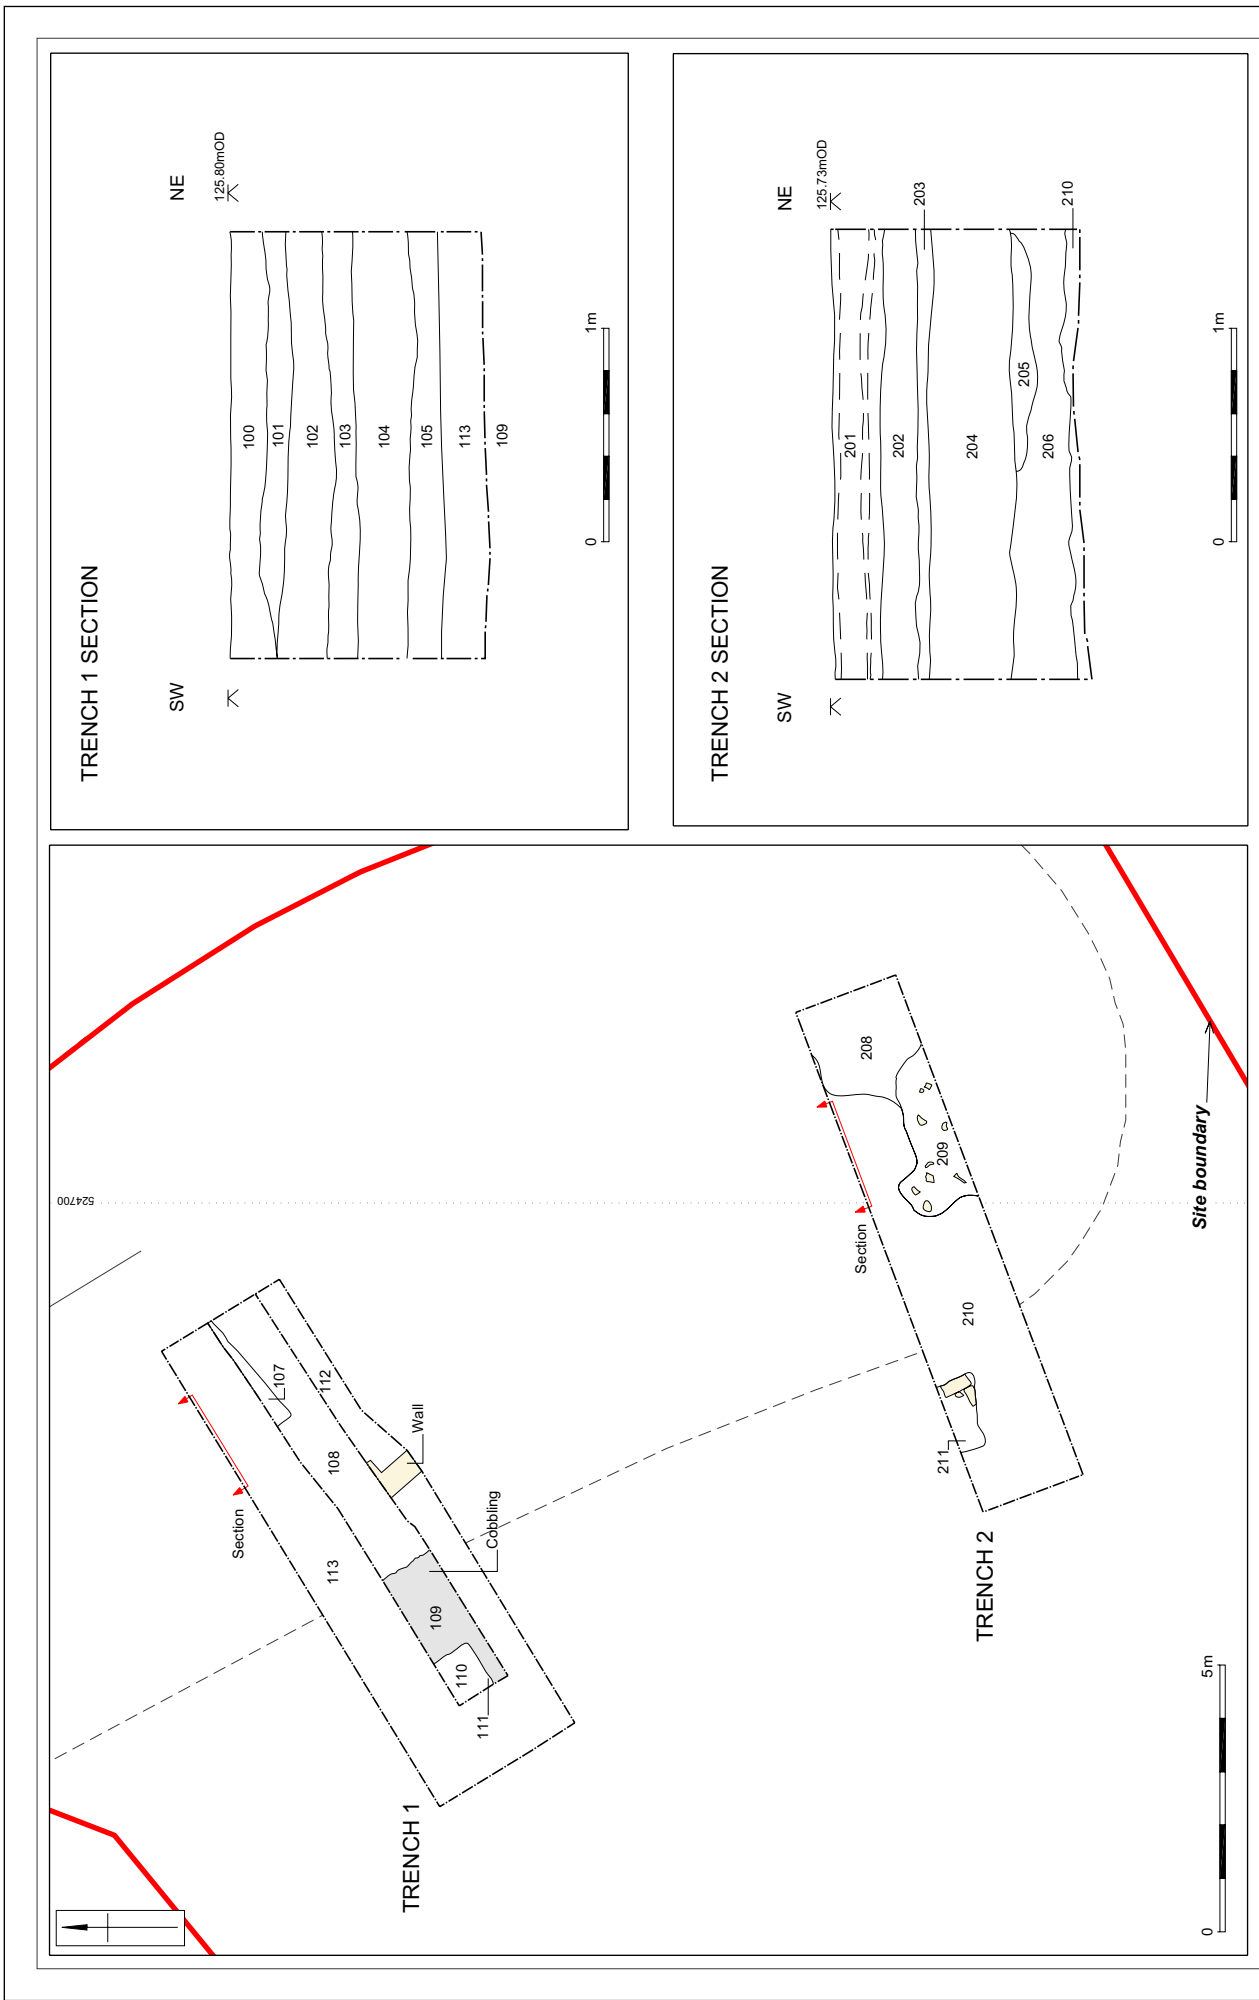 TRENCH 1 SECTION
SW
NE
125.80mOD
100
101
102
103
104
105
113
109
0
1m
TRENCH 2 SECTION
SW
NE
125.73mOD
201
202
203
204
205
206
210
0
1m
524700
Section
107
112
108
Wall
113
Cobbling
109
110
111
TRENCH 1
Section
208
209
210
211
TRENCH 2
Site boundary
0
5m